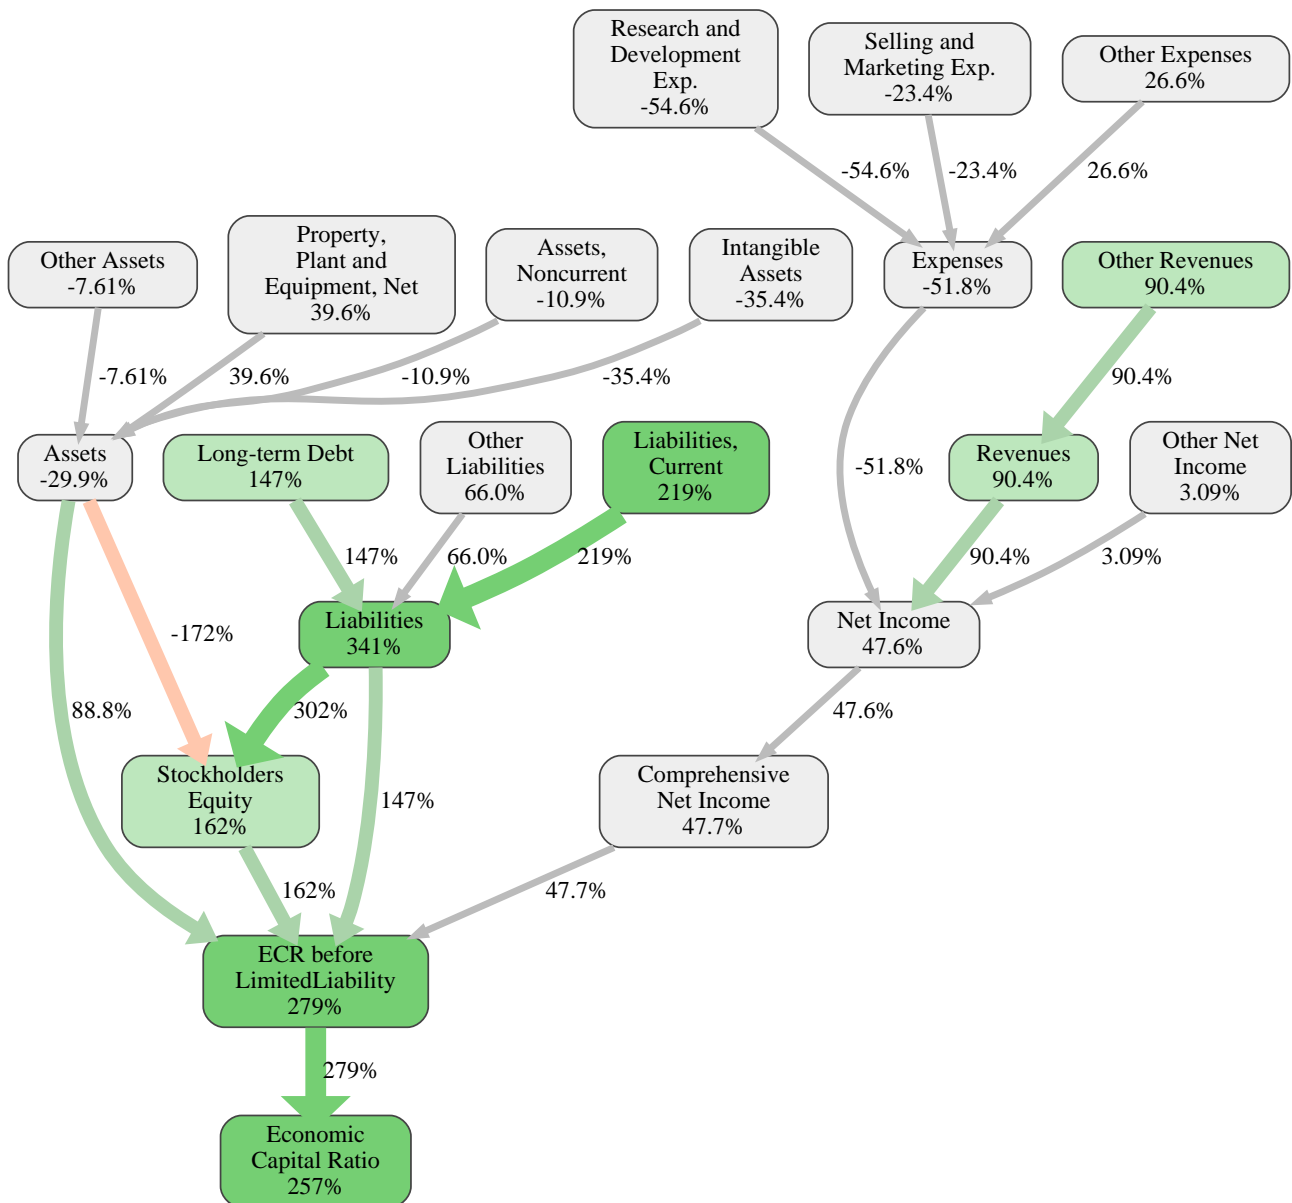 Research and
Development
Exp.
-54.6%
Selling and
Marketing Exp.
-23.4%
Other Expenses
26.6%
-54.6%
-23.4%
26.6%
Other Assets
-7.61%
Property,
Plant and
Equipment, Net
39.6%
Assets,
Noncurrent
-10.9%
Intangible
Assets
-35.4%
Expenses
-51.8%
Other Revenues
90.4%
-7.61%
39.6%
-10.9%
-35.4%
90.4%
Assets
-29.9%
Long-term Debt
147%
Other
Liabilities
66.0%
Liabilities,
Current
219%
-51.8%
Revenues
90.4%
Other Net
Income
3.09%
147%
66.0%
219%
90.4%
3.09%
-172%
Liabilities
341%
Net Income
47.6%
88.8%
302%
47.6%
Stockholders
Equity
162%
147%
Comprehensive
Net Income
47.7%
162%
47.7%
ECR before
LimitedLiability
279%
279%
Economic
Capital Ratio
257%